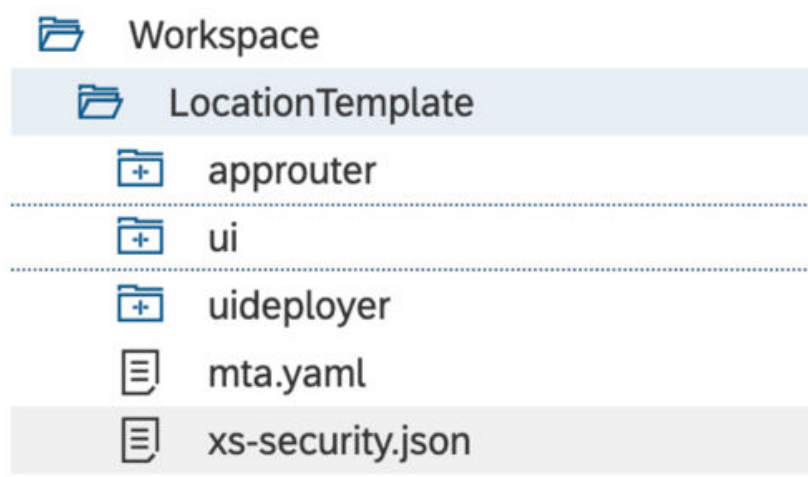 Workspace
LocationTemplate
approuter
ui
uideployer
mta.yaml
xs-security.json